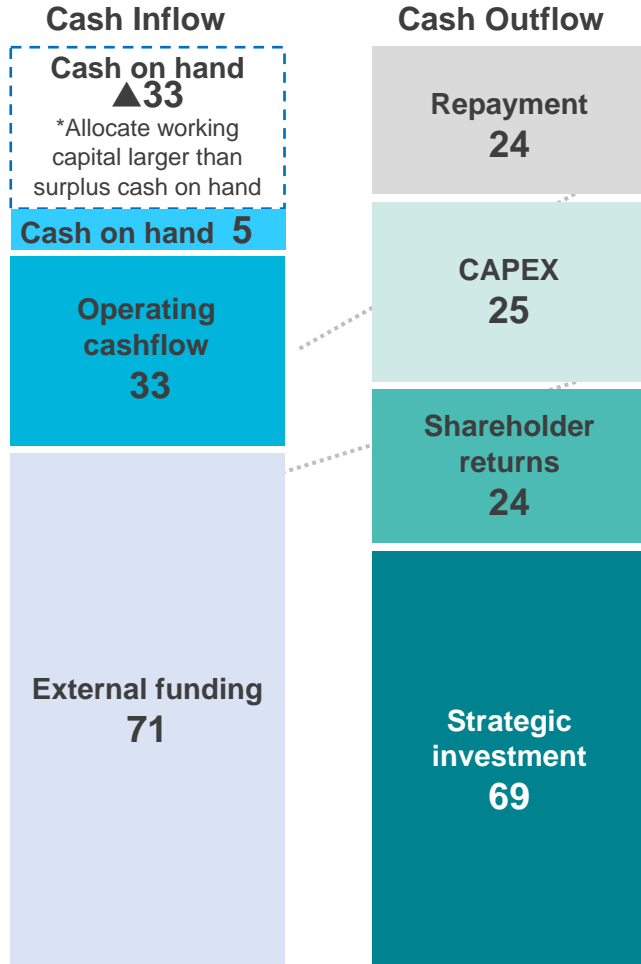 Cash Inflow
Cash on hand
▲33
*Allocate working
capital larger than
surplus cash on hand
Cash on hand 5
Operating
cashflow
33
External funding
71
Cash Outflow
Repayment
24
CAPEX
25
Shareholder
returns
24
Strategic
investment
69